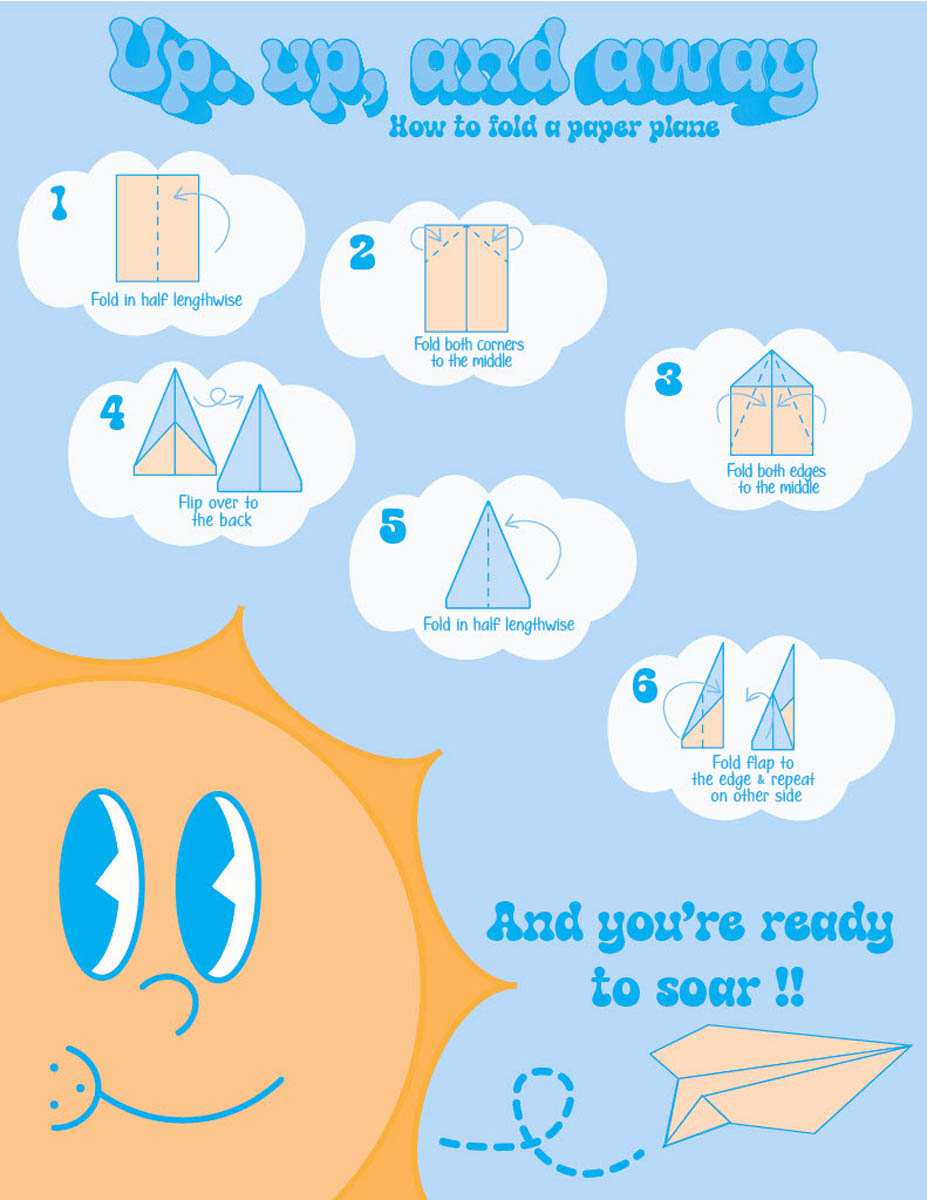 Up. up, and away
How to fold a paper plane
1
Fold in half lengthwise
2
Fold both corners
to the middle
3
Fold both edges
to the middle
4
Flip over to
the back
5
Fold in half lengthwise
6
Fold flap to
the edge & repeat
on other side
And you're ready
to soar !!